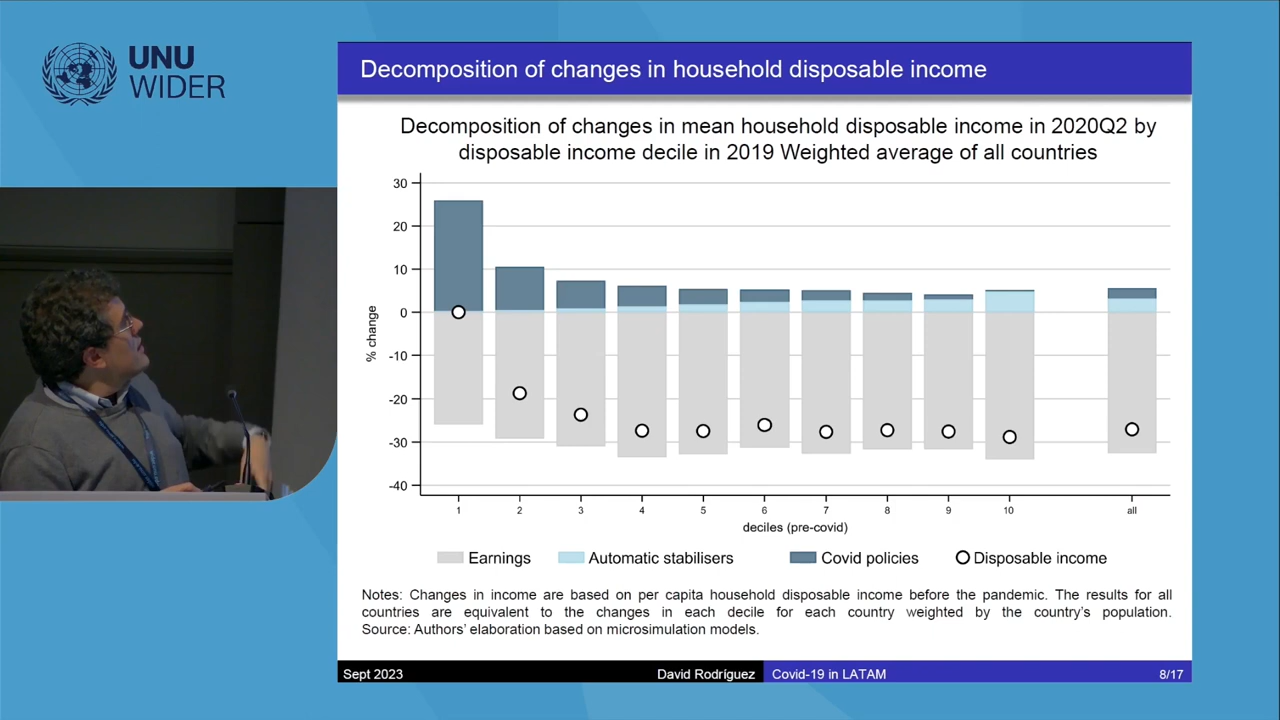 UNU
WIDER
Decomposition of changes in household disposable income
Decomposition of changes in mean household disposable income in 2020Q2 by
disposable income decile in 2019 Weighted average of all countries
30
20
10
0
-10
-20
-30
-40
% change
1 2 3 4 5 6 7 8 9 10 all
deciles (pre-covid)
Earnings Automatic stabilisers Covid policies Disposable income
Notes: Changes in income are based on per capita household disposable income before the pandemic. The results for all
countries are equivalent to the changes in each decile for each country weighted by the country's population.
Source: Authors' elaboration based on microsimulation models.
Sept 2023 David Rodríguez Covid-19 in LATAM 8/17